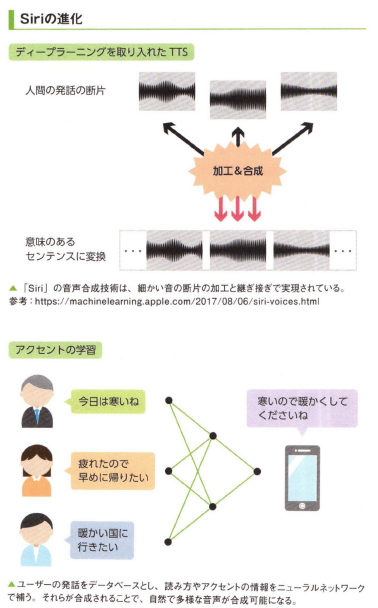 Siriの進化
ディープラーニングを取り入れた TTS
人間の発話の断片
加工＆合成
意味のある
センテンスに変換
･･･
･･･
▲「Siri」の音声合成技術は、細かい音の断片の加工と継ぎ接ぎで実現されている。
参考：https://machinelearning.apple.com/2017/08/06/siri-voices.html
アクセントの学習
今日は寒いね
寒いので暖かくして
くださいね
疲れたので
早めに帰りたい
暖かい国に
行きたい
▲ユーザーの発話をデータベースとし、読み方やアクセントの情報をニューラルネットワーク
で補う。それらが合成されることで、自然で多様な音声が合成可能になる。